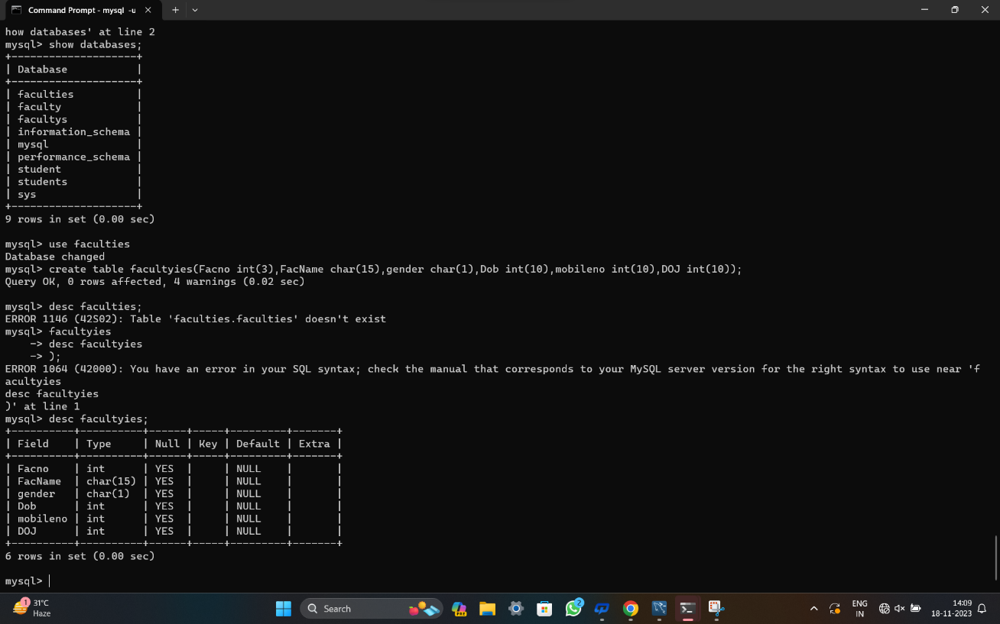 Command Prompt - mysql -u
how databases' at line 2
mysql> show databases;
+--------------------+
| Database           |
+--------------------+
| faculties          |
| faculty            |
| facultys           |
| information_schema |
| mysql              |
| performance_schema |
| student            |
| students           |
| sys                |
+--------------------+
9 rows in set (0.00 sec)
mysql> use faculties
Database changed
mysql> create table facultyies(Facno int(3),FacName char(15),gender char(1),Dob int(10),mobileno int(10),DOJ int(10));
Query OK, 0 rows affected, 4 warnings (0.02 sec)
mysql> desc faculties;
ERROR 1146 (42S02): Table 'faculties.faculties' doesn't exist
mysql> facultyies
    -> desc facultyies
    -> );
ERROR 1064 (42000): You have an error in your SQL syntax; check the manual that corresponds to your MySQL server version for the right syntax to use near 'f
acultyies
desc facultyies
)' at line 1
mysql> desc facultyies;
+----------+----------+------+-----+---------+-------+
| Field    | Type     | Null | Key | Default | Extra |
+----------+----------+------+-----+---------+-------+
| Facno    | int      | YES  |     | NULL    |       |
| FacName  | char(15) | YES  |     | NULL    |       |
| gender   | char(1)  | YES  |     | NULL    |       |
| Dob      | int      | YES  |     | NULL    |       |
| mobileno | int      | YES  |     | NULL    |       |
| DOJ      | int      | YES  |     | NULL    |       |
+----------+----------+------+-----+---------+-------+
6 rows in set (0.00 sec)
mysql>
1
31°C
Haze
Search
PRE
2
ENG
IN
14:09
18-11-2023